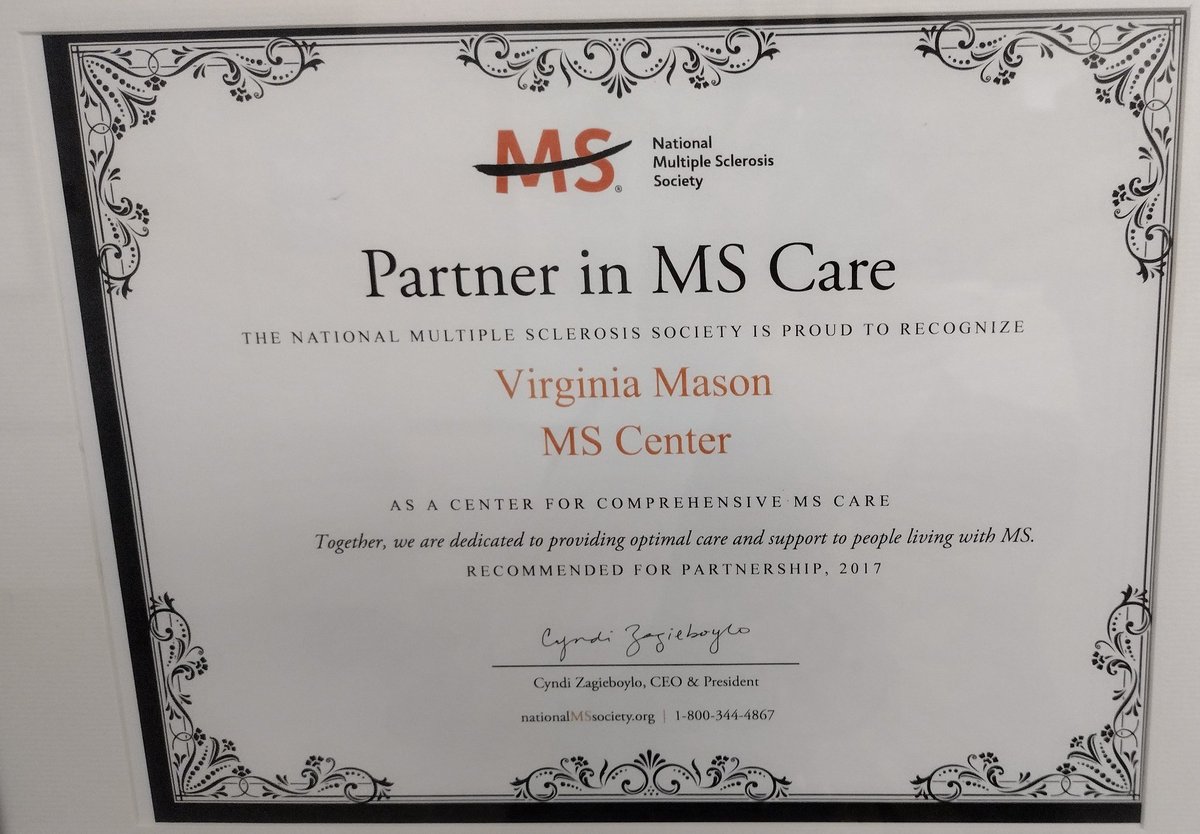 MS®
National
Multiple Sclerosis
Society
Partner in MS Care
THE NATIONAL MULTIPLE SCLEROSIS SOCIETY IS PROUD TO RECOGNIZE
Virginia Mason
MS Center
AS A CENTER FOR COMPREHENSIVE MS CARE
Together, we are dedicated to providing optimal care and support to people living with MS.
RECOMMENDED FOR PARTNERSHIP, 2017
Cyndi Zagieboylo
Cyndi Zagieboylo, CEO & President
nationalMSsociety.org | 1-800-344-4867